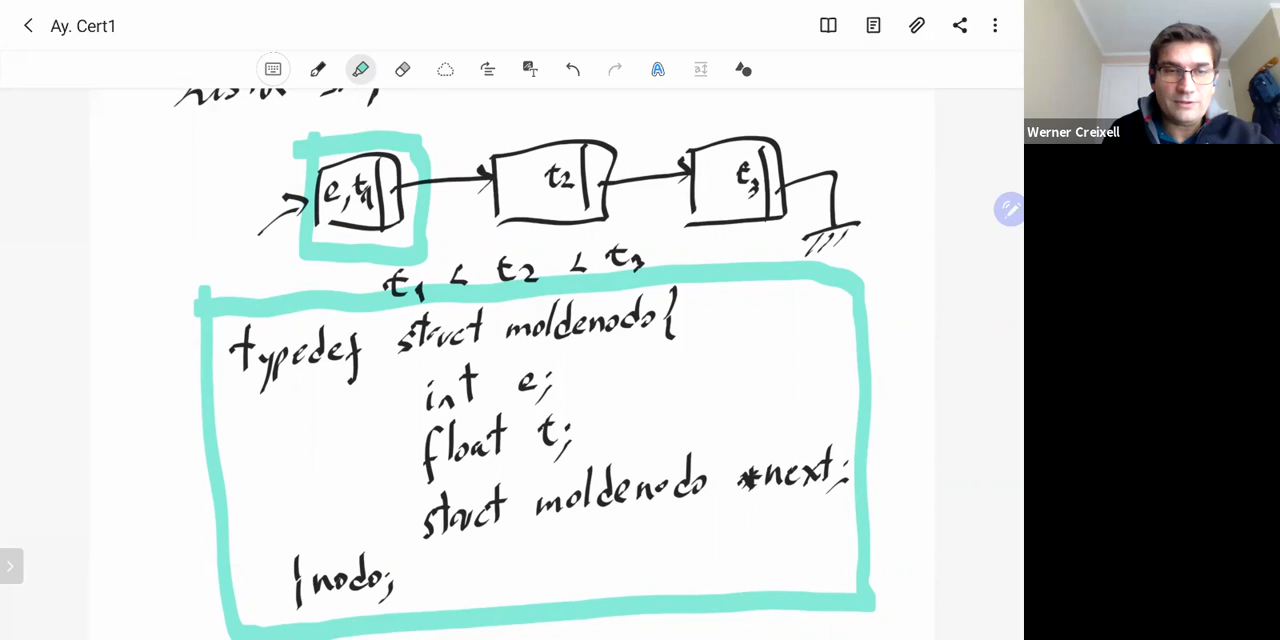 Ay. Cert1
Werner Creixell
e, t1 t2 t3
t1 < t2 < t3
typedef struct moldenodo{
int e;
float t;
struct moldenodo *next;
}nodo;